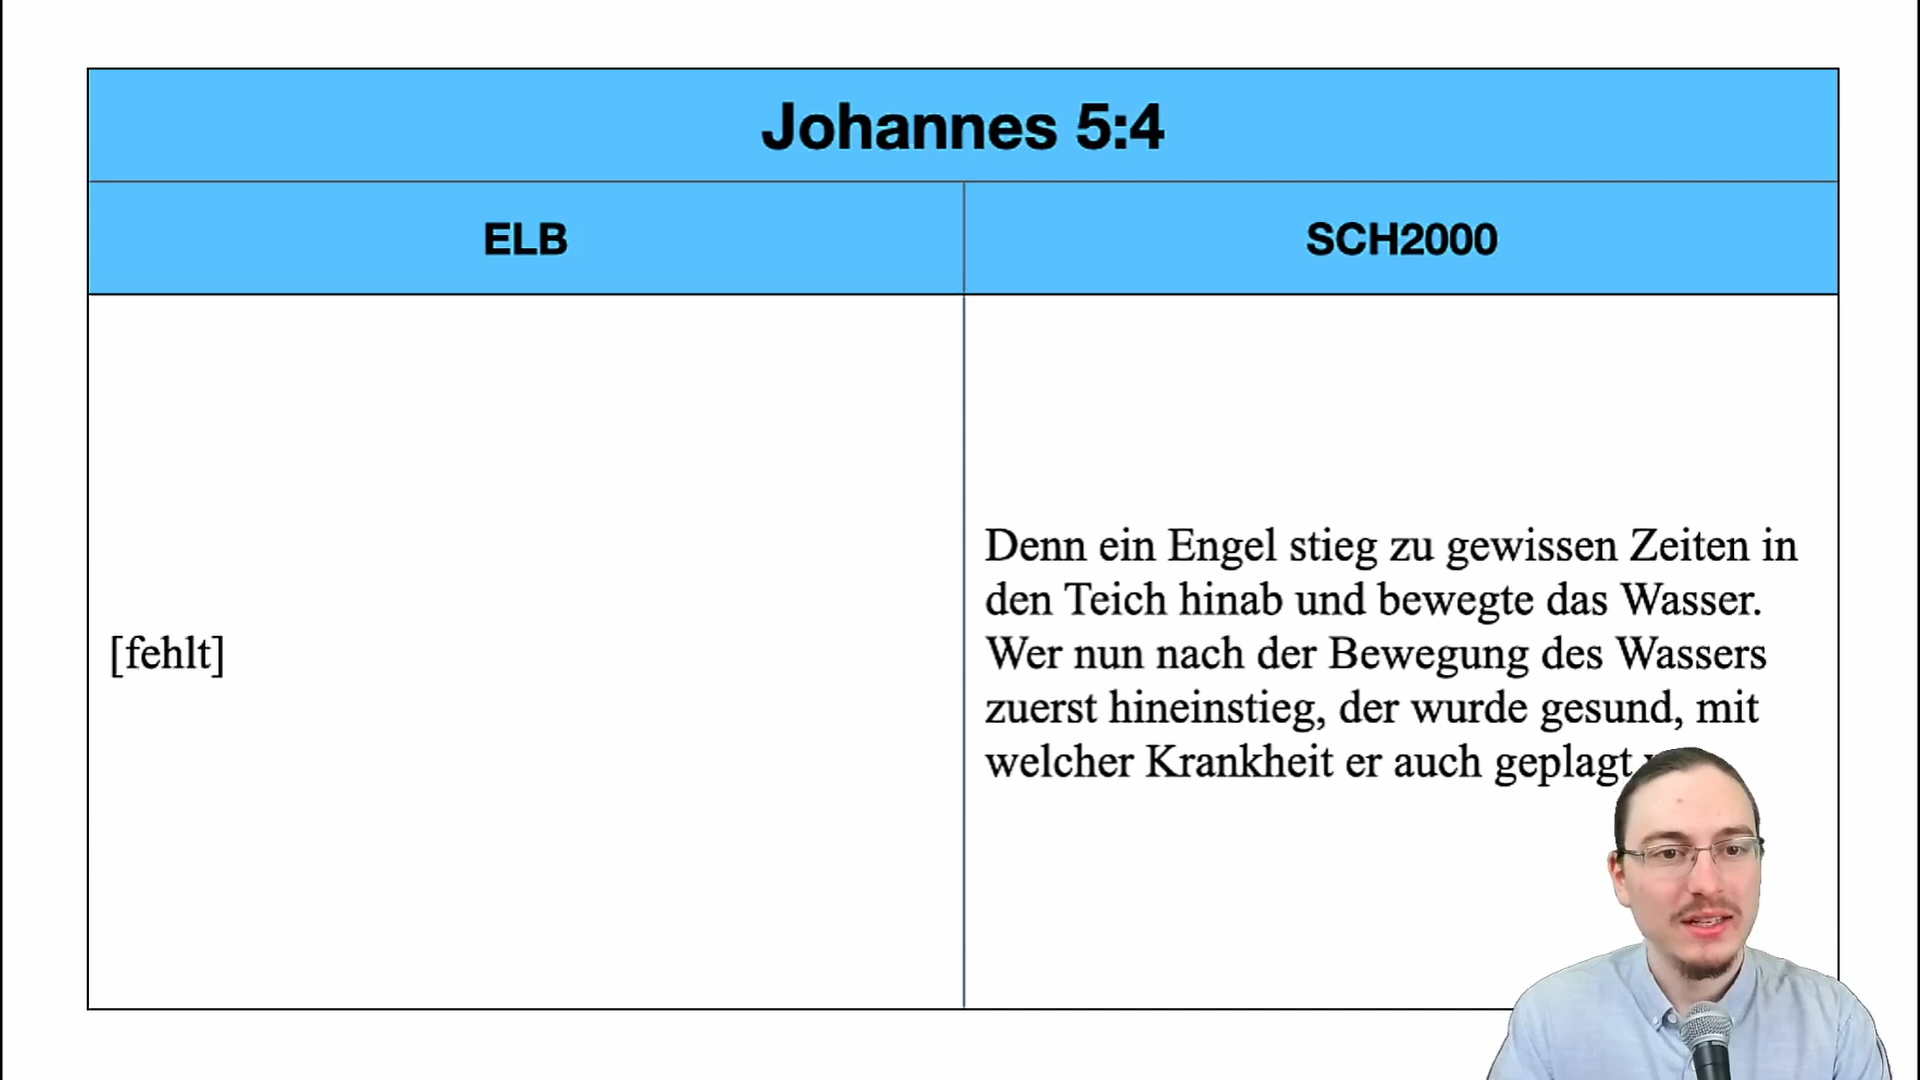 Johannes 5:4
ELB
SCH2000
[fehlt]
Denn ein Engel stieg zu gewissen Zeiten in
den Teich hinab und bewegte das Wasser.
Wer nun nach der Bewegung des Wassers
zuerst hineinstieg, der wurde gesund, mit
welcher Krankheit er auch geplagt